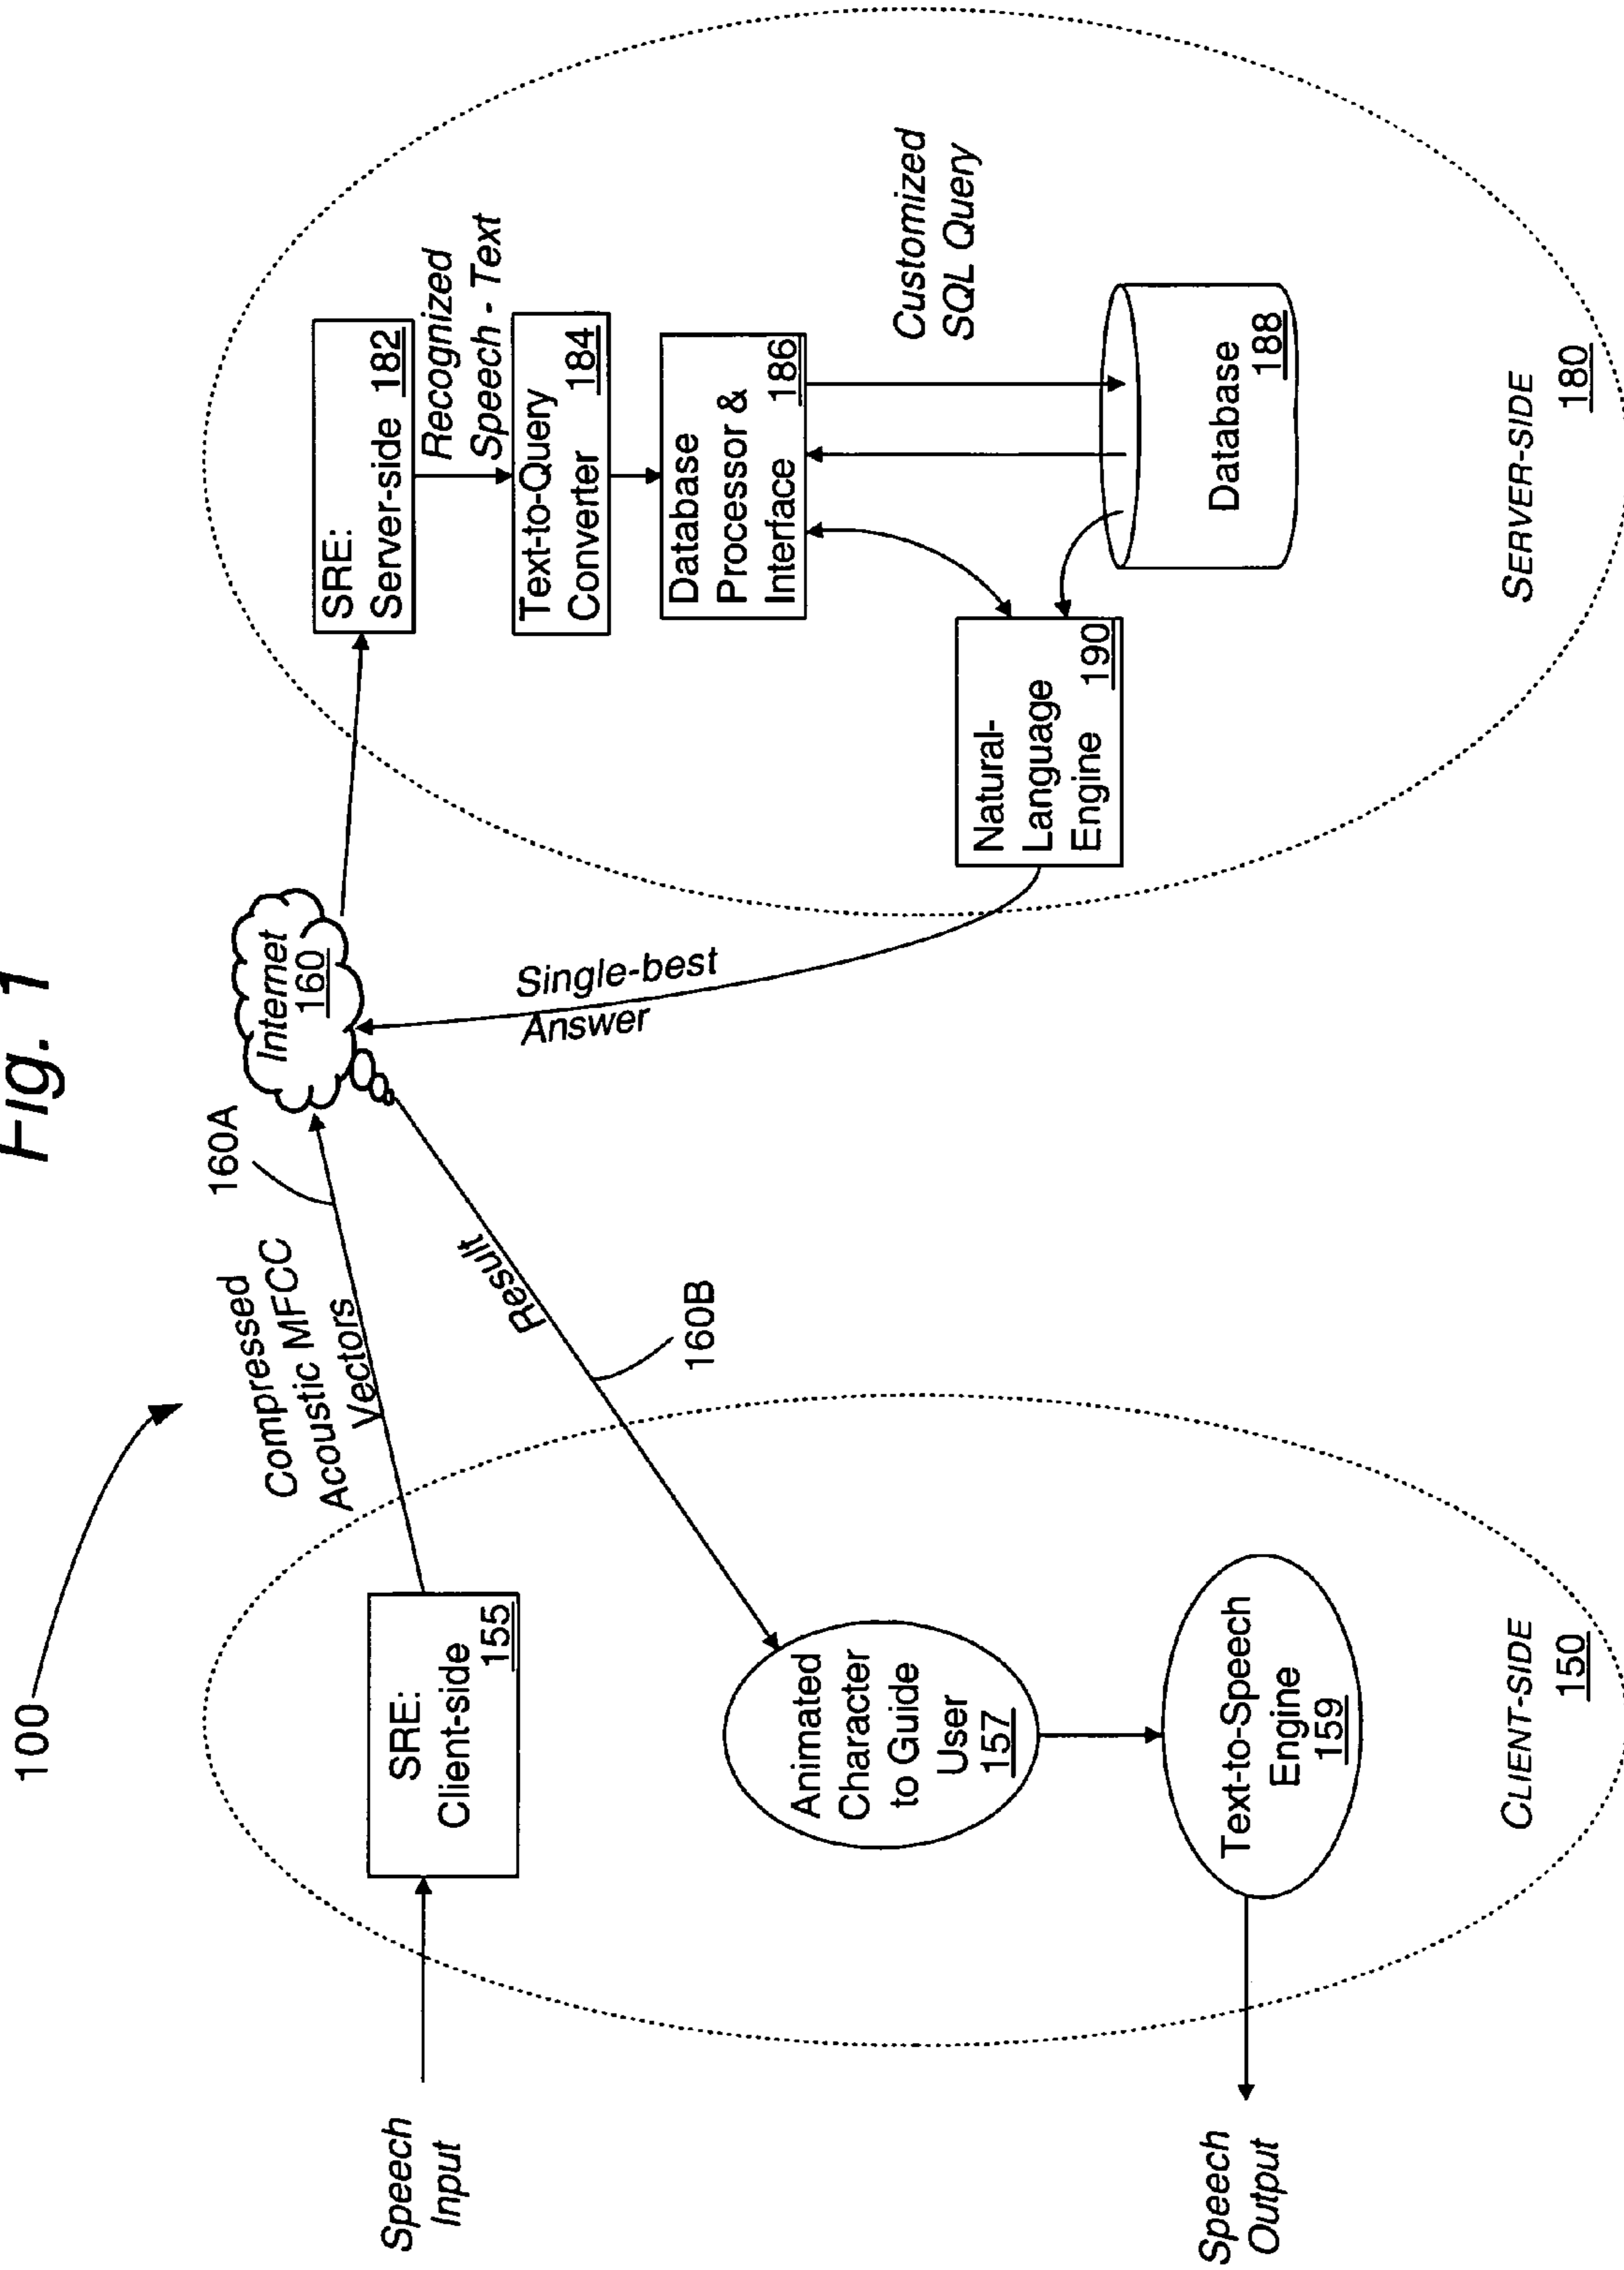 Fig. 1
100
Speech
Input
SRE:
Client-side
155
Compressed
Acoustic MFCC
Vectors
160A
Internet
160
Result
160B
Animated
Character
to Guide
User
157
Text-to-Speech
Engine
159
Speech
Output
CLIENT-SIDE
150
Single-best
Answer
SRE:
Server-side 182
Recognized
Speech - Text
Text-to-Query
Converter 184
Database
Processor &
Interface 186
Customized
SQL Query
Natural-
Language
Engine 190
Database
188
SERVER-SIDE
180